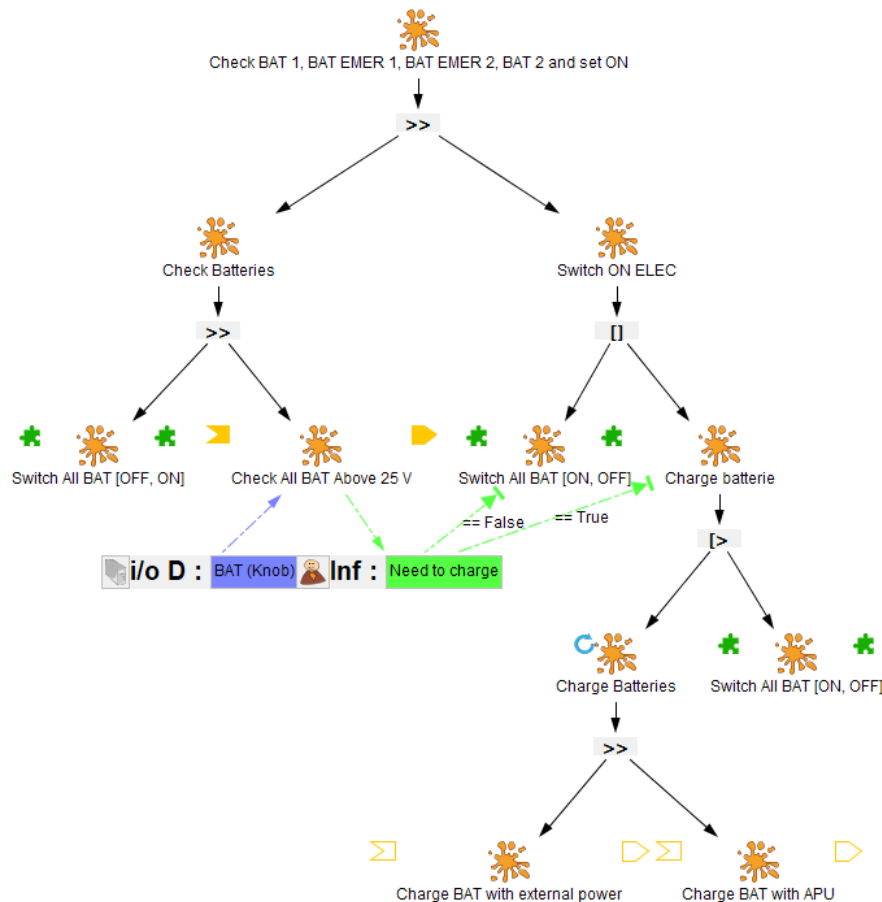 Check BAT 1, BAT EMER 1, BAT EMER 2, BAT 2 and set ON
>>
Check Batteries
Switch ON ELEC
>>
[]
Switch All BAT [OFF, ON]
Check All BAT Above 25 V
Switch All BAT [ON, OFF]
Charge batterie
== False
== True
i/o D : BAT (Knob) Inf : Need to charge
[>
Charge Batteries
Switch All BAT [ON, OFF]
>>
Charge BAT with external power
Charge BAT with APU